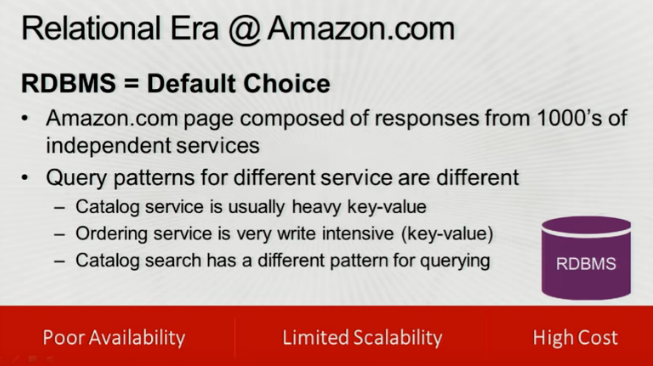 Relational Era @ Amazon.com
RDBMS = Default Choice
• Amazon.com page composed of responses from 1000's of
independent services
• Query patterns for different service are different
– Catalog service is usually heavy key-value
– Ordering service is very write intensive (key-value)
– Catalog search has a different pattern for querying
RDBMS
Poor Availability
Limited Scalability
High Cost